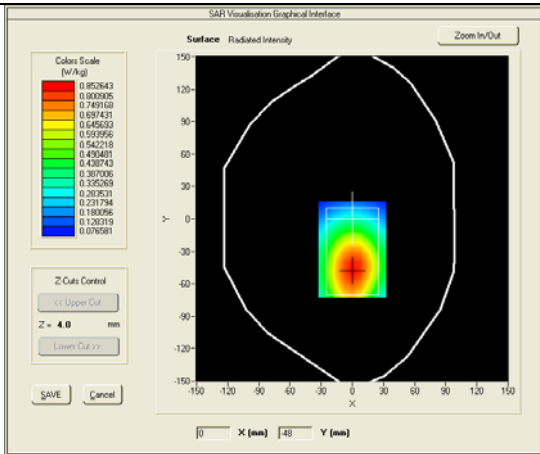 SAR Visualisation Graphical Interface
Surface Radiated Intensity
Zoom In/Out
Colors Scale
(W/kg)
0.852643
0.800905
0.749168
0.697431
0.645693
0.593956
0.542218
0.490481
0.438743
0.387006
0.335269
0.283531
0.231794
0.180056
0.128319
0.076581
Z-Cuts Control
<< Upper Cut
Z = 4.0 mm
Lower Cut >>
SAVE Cancel
150
120
90
60
30
0
-30
-60
-90
-120
-150
Y
-150 -120 -90 -60 -30 0 30 60 90 120 150
X
0 X (mm) -48 Y (mm)